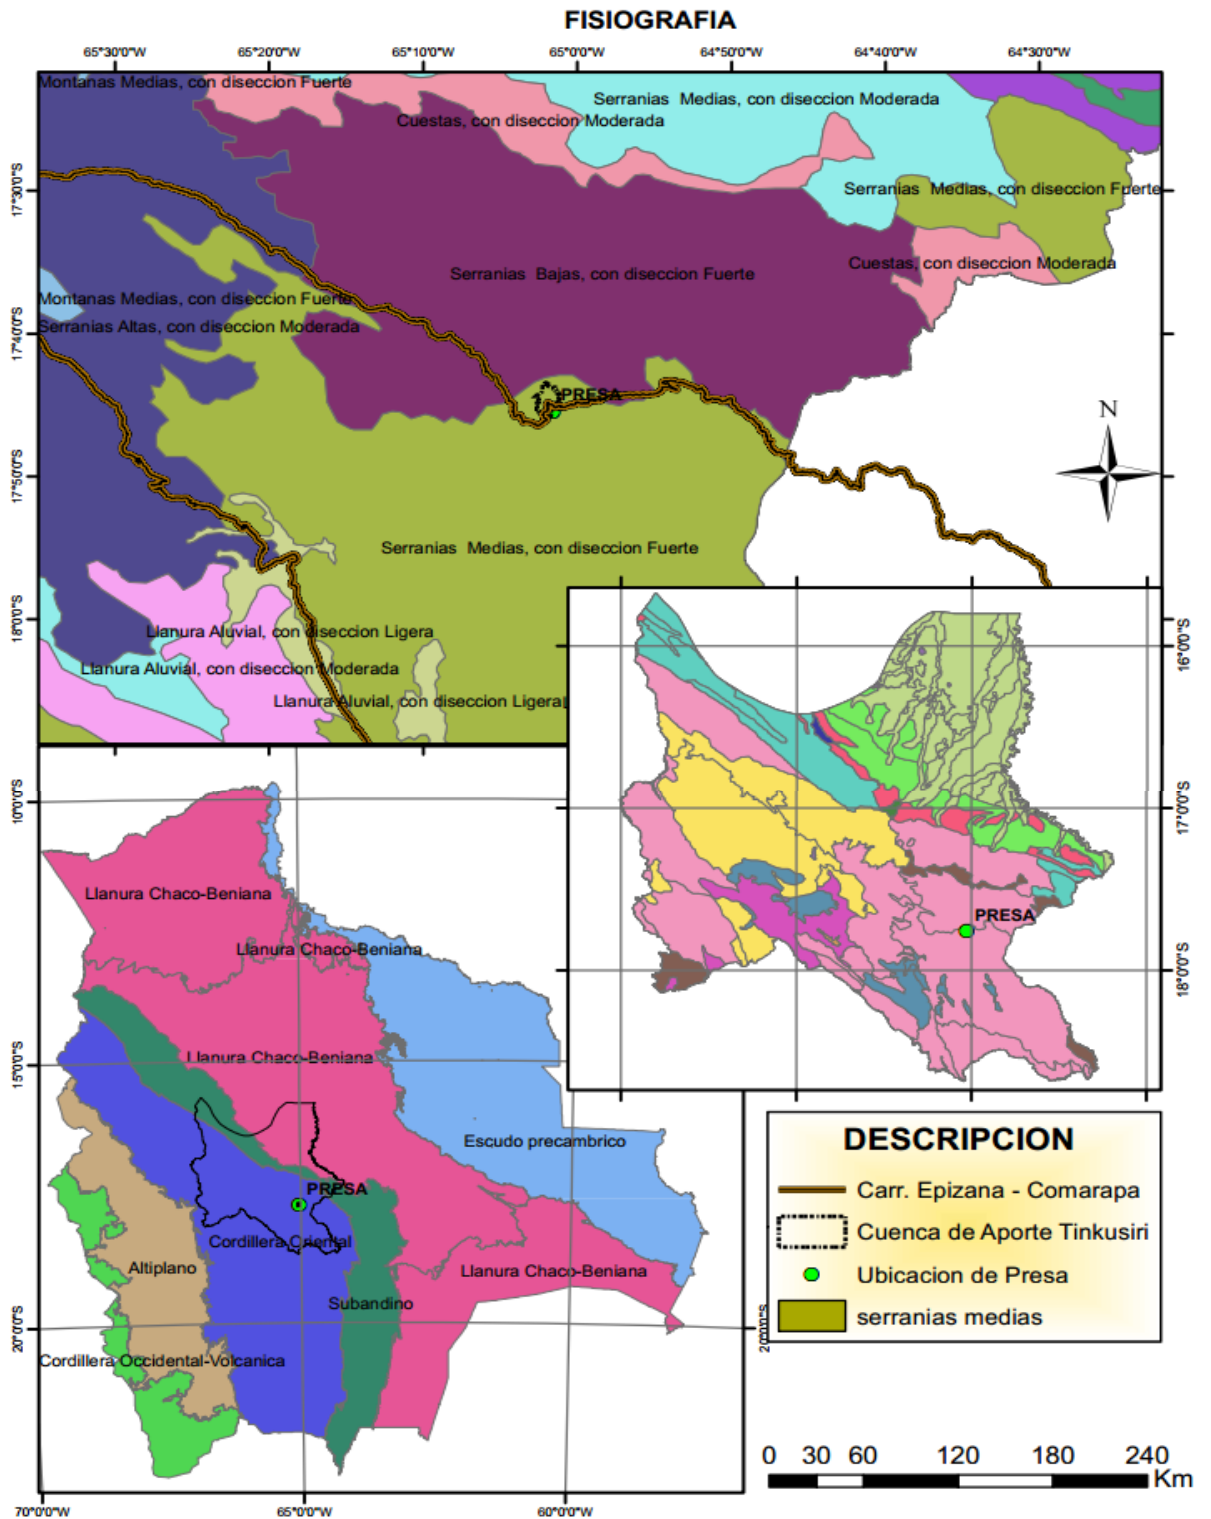 FISIOGRAFIA
65°30'0"W 65°20'0"W 65°10'0"W 65°0'0"W 64°50'0"W 64°40'0"W 64°30'0"W
Montanas Medias, con diseccion Fuerte
Serranias Medias, con diseccion Moderada
Cuestas, con diseccion Moderada
17°30'0"S
Serranias Medias, con diseccion Fuerte
Cuestas, con diseccion Moderada
Serranias Bajas, con diseccion Fuerte
Montanas Medias, con diseccion Fuerte
Serranias Altas, con diseccion Moderada
17°40'0"S
PRESA
N
17°50'0"S
Serranias Medias, con diseccion Fuerte
18°0'0"S
Llanura Aluvial, con diseccion Ligera
Llanura Aluvial, con diseccion Moderada
Llanura Aluvial, con diseccion Ligera
16°0'0"S
17°0'0"S
PRESA
18°0'0"S
10°0'0"S
Llanura Chaco-Beniana
Llanura Chaco-Beniana
Llanura Chaco-Beniana
15°0'0"S
Escudo precambrico
PRESA
Cordillera Oriental
Altiplano
Llanura Chaco-Beniana
Subandino
20°0'0"S
20°0'0"S
Cordillera Occidental-Volcanica
70°0'0"W 65°0'0"W 60°0'0"W
DESCRIPCION
Carr. Epizana - Comarapa
Cuenca de Aporte Tinkusiri
Ubicacion de Presa
serranias medias
0 30 60 120 180 240
Km